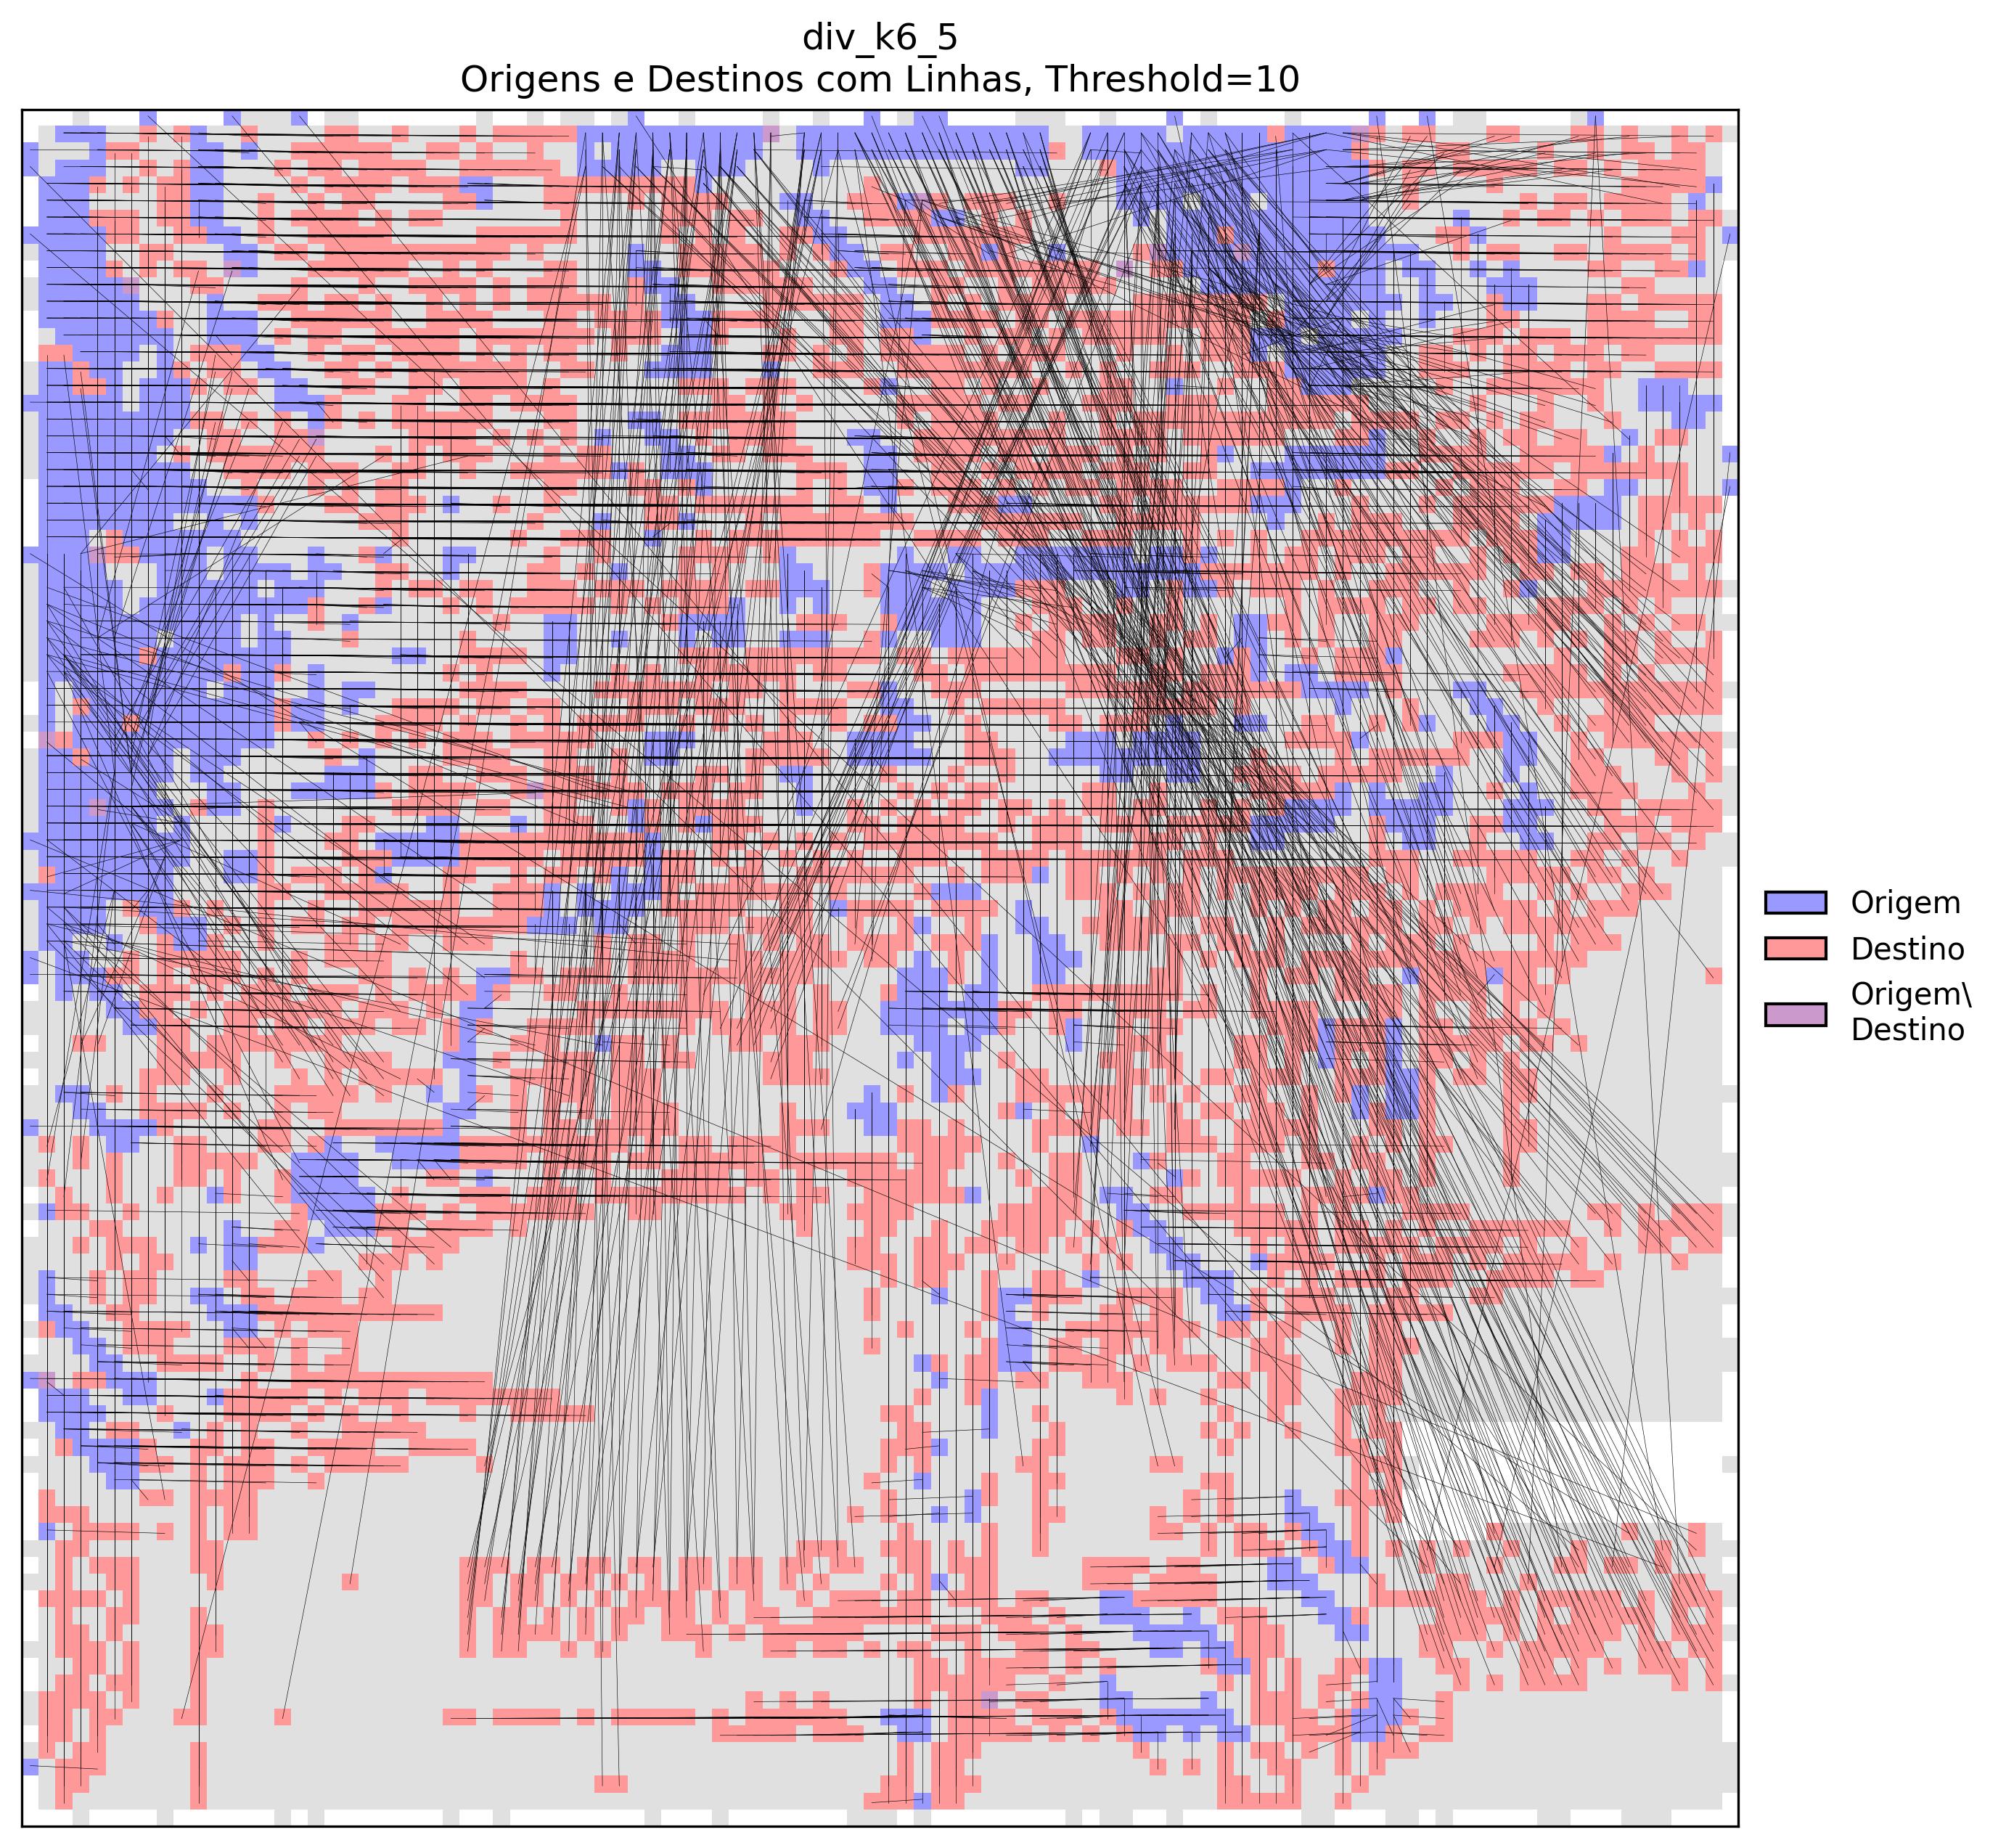 div_k6_5
Origens e Destinos com Linhas, Threshold=10
Origem
Destino
Origem\
Destino